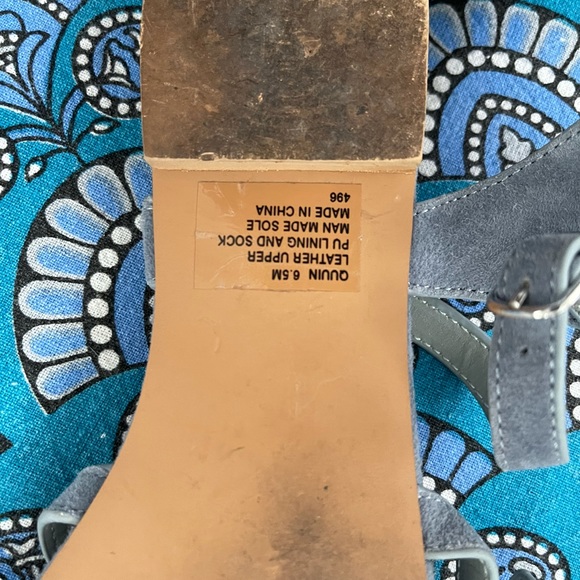 QUUIN 6.5M
LEATHER UPPER
PU LINING AND SOCK
MAN MADE SOLE
MADE IN CHINA
496